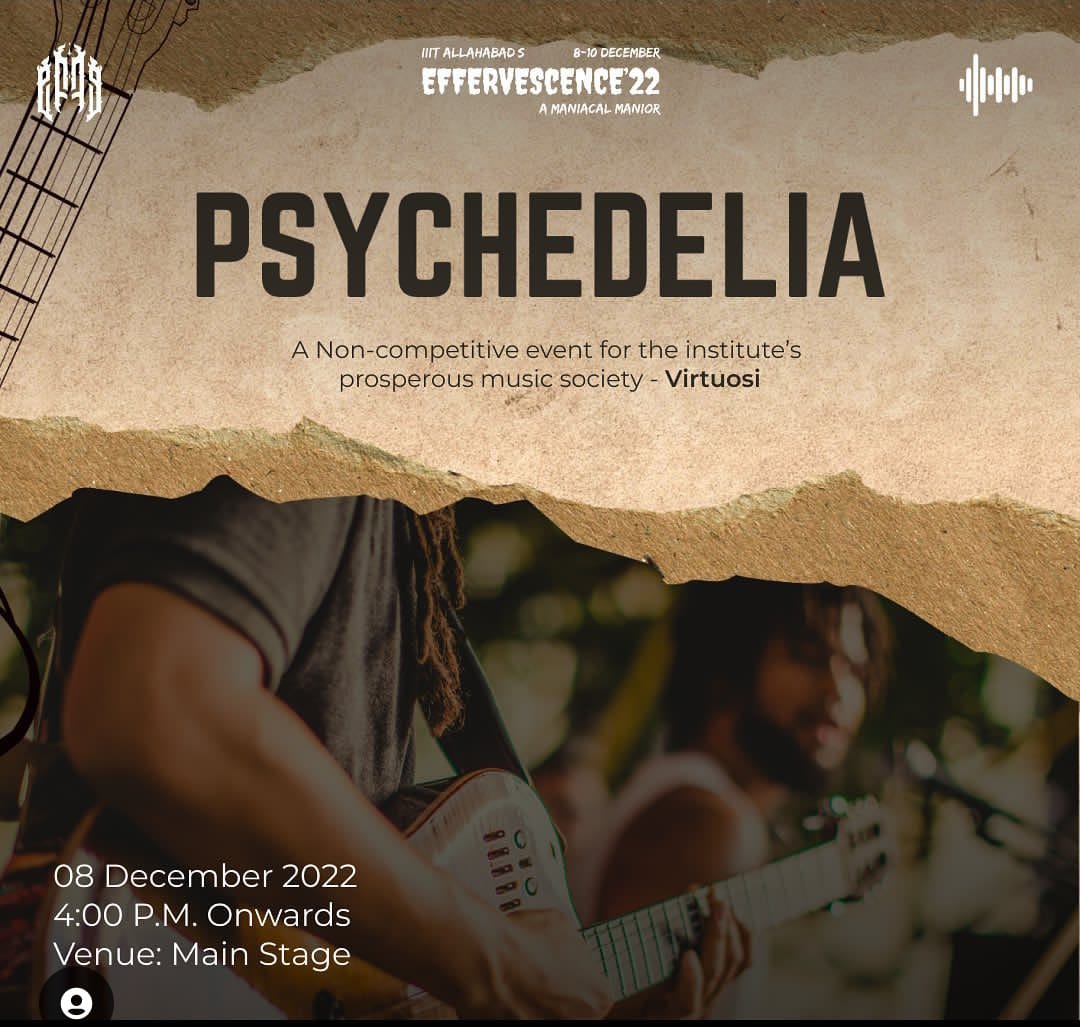 IIIT ALLAHABAD S 8-10 DECEMBER
EFFERVESCENCE'22
A MANIACAL MANIOR
PSYCHEDELIA
A Non-competitive event for the institute's
prosperous music society - Virtuosi
08 December 2022
4:00 P.M. Onwards
Venue: Main Stage